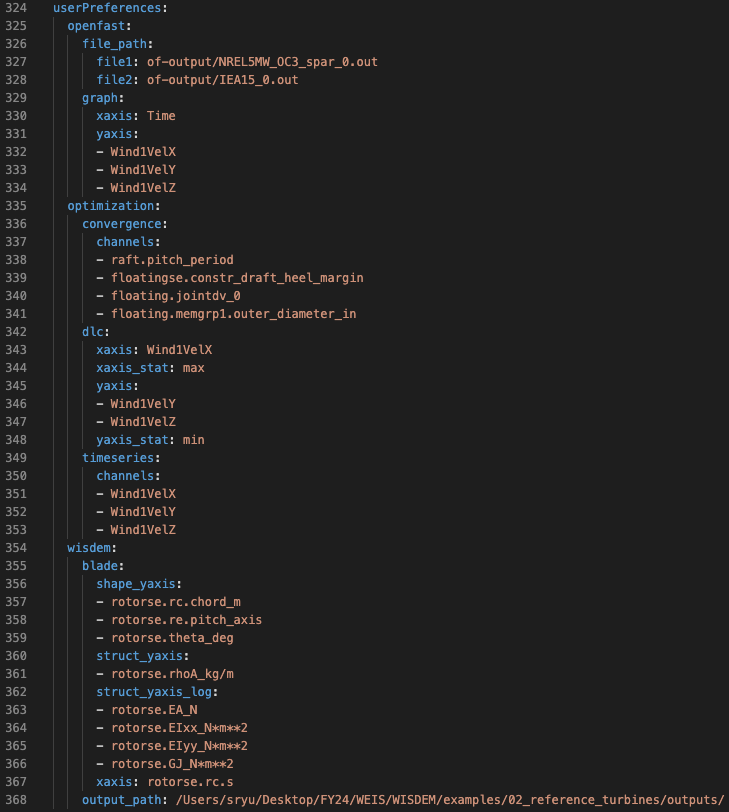 324 userPreferences:
325   openfast:
326     file_path:
327       file1: of-output/NREL5MW_OC3_spar_0.out
328       file2: of-output/IEA15_0.out
329     graph:
330       xaxis: Time
331       yaxis:
332       - Wind1VelX
333       - Wind1VelY
334       - Wind1VelZ
335   optimization:
336     convergence:
337       channels:
338       - raft.pitch_period
339       - floatingse.constr_draft_heel_margin
340       - floating.jointdv_0
341       - floating.memgrp1.outer_diameter_in
342     dlc:
343       xaxis: Wind1VelX
344       xaxis_stat: max
345       yaxis:
346       - Wind1VelY
347       - Wind1VelZ
348       yaxis_stat: min
349     timeseries:
350       channels:
351       - Wind1VelX
352       - Wind1VelY
353       - Wind1VelZ
354   wisdem:
355     blade:
356       shape_yaxis:
357       - rotorse.rc.chord_m
358       - rotorse.re.pitch_axis
359       - rotorse.theta_deg
360       struct_yaxis:
361       - rotorse.rhoA_kg/m
362       struct_yaxis_log:
363       - rotorse.EA_N
364       - rotorse.EIxx_N*m**2
365       - rotorse.EIyy_N*m**2
366       - rotorse.GJ_N*m**2
367       xaxis: rotorse.rc.s
368     output_path: /Users/sryu/Desktop/FY24/WEIS/WISDEM/examples/02_reference_turbines/outputs/